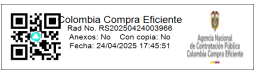 Colombia Compra Eficiente
Rad No. RS20250424003966
Anexos: No Con copia: No
Fecha: 24/04/2025 17:45:51
Agencia Nacional
de Contratación Pública
Colombia Compra Eficiente